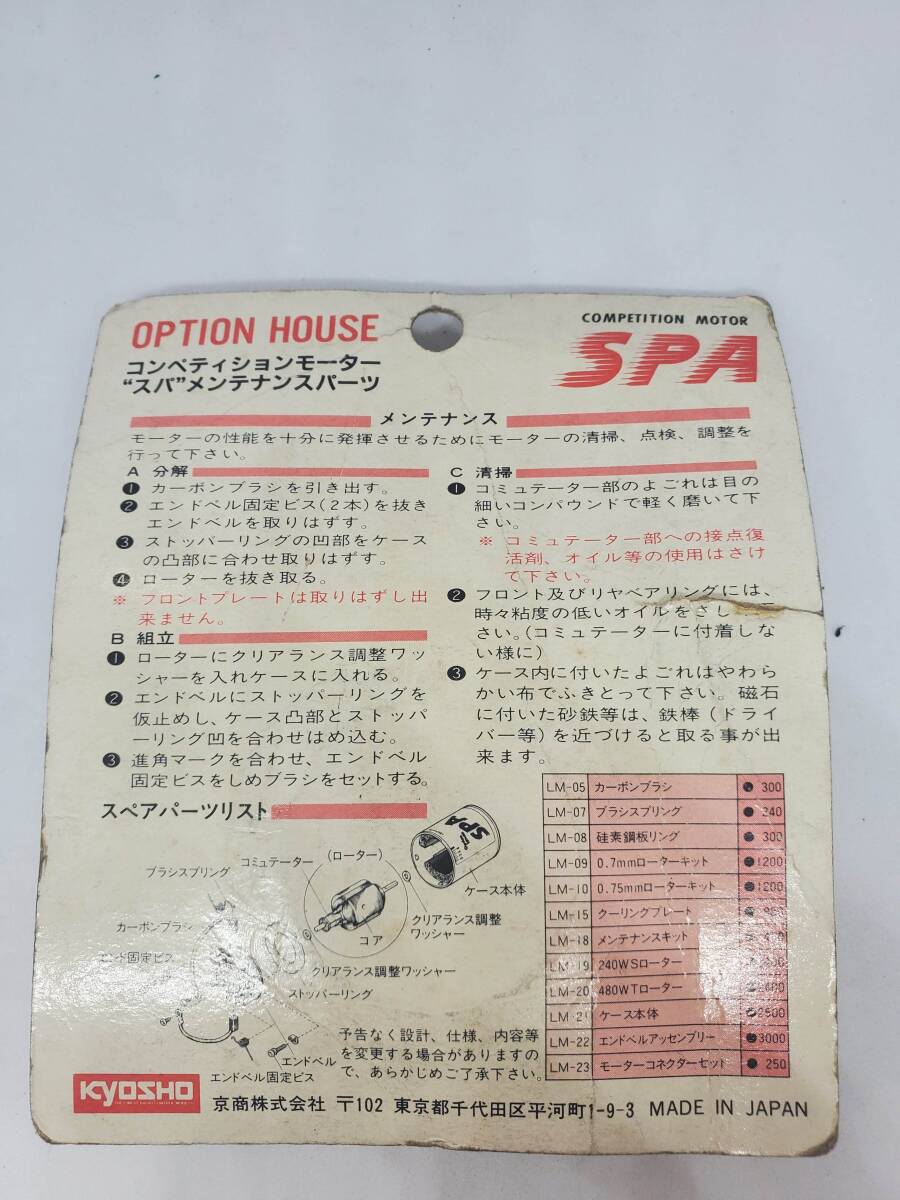 OPTION HOUSE
コンペティションモーター
“スパ”メンテナンスパーツ
COMPETITION MOTOR
SPA
メンテナンス
モーターの性能を十分に発揮させるためにモーターの清掃、点検、調整を
行って下さい。
A 分解
❶ カーボンブラシを引き出す。
❷ エンドベル固定ビス(2本)を抜き
エンドベルを取りはずす。
❸ ストッパーリングの凹部をケース
の凸部に合わせ取りはずす。
❹ ローターを抜き取る。
※ フロントプレートは取りはずし出
来ません。
B 組立
❶ ローターにクリアランス調整ワッ
シャーを入れケースに入れる。
❷ エンドベルにストッパーリングを
仮止めし、ケース凸部とストッパ
ーリング凹を合わせはめ込む。
❸ 進角マークを合わせ、エンドベル
固定ビスをしめブラシをセットする。
C 清掃
❶ コミュテーター部のよごれは目の
細いコンパウンドで軽く磨いて下
さい。
※ コミュテーター部への接点復
活剤、オイル等の使用はさけ
て下さい。
❷ フロント及びリヤベアリングには、
時々粘度の低いオイルをさし
さい。(コミュテーターに付着しな
い様に)
❸ ケース内に付いたよごれはやわら
かい布でふきとって下さい。磁石
に付いた砂鉄等は、鉄棒(ドライ
バー等)を近づけると取る事が出
来ます。
スペアパーツリスト
ブラシスプリング
コミュテーター
(ローター)
SPA
ケース本体
カーボンブラシ
コア
クリアランス調整
ワッシャー
エンド固定ビス
クリアランス調整ワッシャー
ストッパーリング
エンドベル
エンドベル固定ビス
LM-05 カーボンブラシ ● 300
LM-07 ブラシスプリング ● 240
LM-08 硅素鋼板リング ● 300
LM-09 0.7mmローターキット ●1200
LM-10 0.75mmローターキット ●1200
LM-15 クーリングプレート
LM-18 メンテナンスキット
LM-19 240WSローター
LM-20 480WTローター
LM-21 ケース本体 2500
LM-22 エンドベルアッセンブリー ●3000
LM-23 モーターコネクターセット ● 250
予告なく設計、仕様、内容等
を変更する場合がありますの
で、あらかじめご了承下さい。
KYOSHO
京商株式会社 〒102 東京都千代田区平河町1-9-3 MADE IN JAPAN